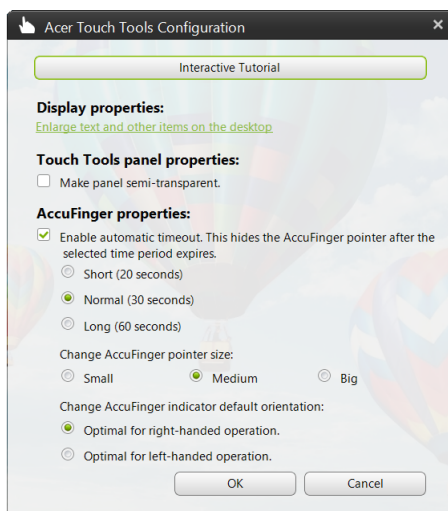 Acer Touch Tools Configuration
Interactive Tutorial
Display properties:
Enlarge text and other items on the desktop
Touch Tools panel properties:
Make panel semi-transparent.
AccuFinger properties:
Enable automatic timeout. This hides the AccuFinger pointer after the
selected time period expires.
Short (20 seconds)
Normal (30 seconds)
Long (60 seconds)
Change AccuFinger pointer size:
Small Medium Big
Change AccuFinger indicator default orientation:
Optimal for right-handed operation.
Optimal for left-handed operation.
OK Cancel